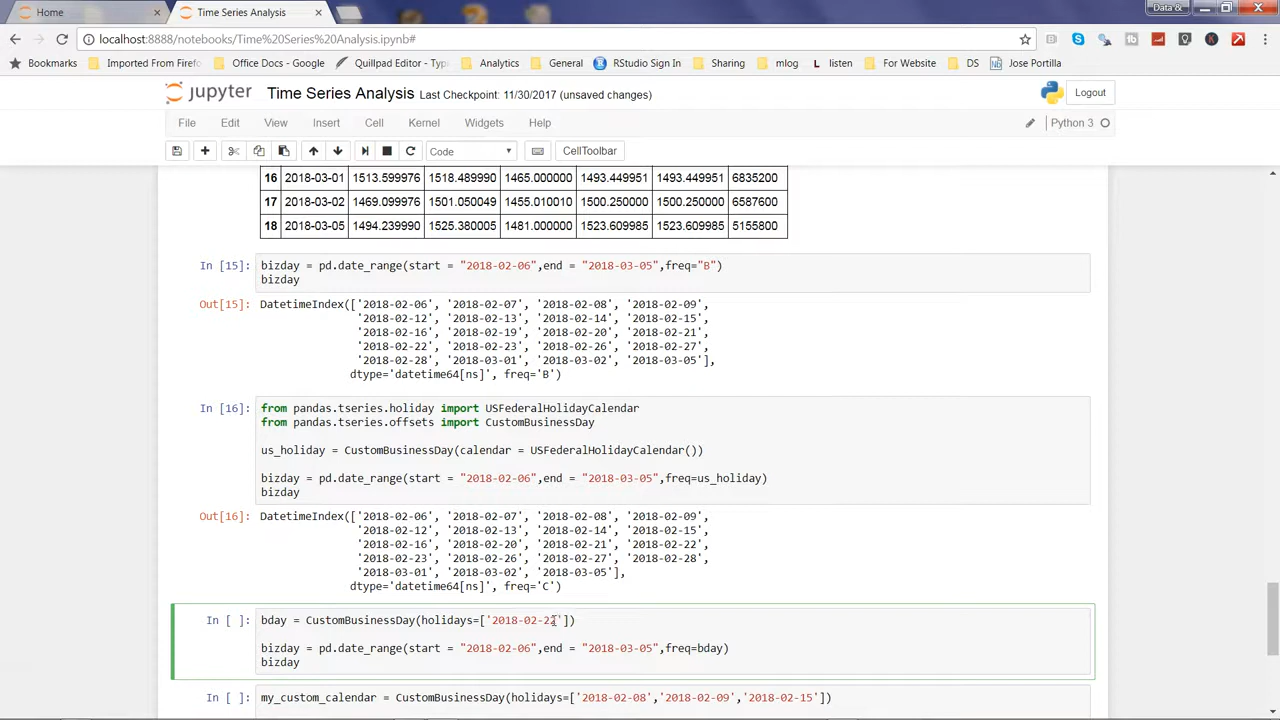 Home
Time Series Analysis
Data &
localhost:8888/notebooks/Time%20Series%20Analysis.ipynb#
Bookmarks Imported From Firef Office Docs - Google Quillpad Editor - Typ Analytics General RStudio Sign In Sharing mlog L listen For Website DS Jose Portilla
jupyter Time Series Analysis Last Checkpoint: 11/30/2017 (unsaved changes) Logout
File Edit View Insert Cell Kernel Widgets Help Python 3
Code CellToolbar
16 2018-03-01 1513.599976 1518.489990 1465.000000 1493.449951 1493.449951 6835200
17 2018-03-02 1469.099976 1501.050049 1455.010010 1500.250000 1500.250000 6587600
18 2018-03-05 1494.239990 1525.380005 1481.000000 1523.609985 1523.609985 5155800
In [15]: bizday = pd.date_range(start = "2018-02-06",end = "2018-03-05",freq="B")
bizday
Out[15]: DatetimeIndex(['2018-02-06', '2018-02-07', '2018-02-08', '2018-02-09',
'2018-02-12', '2018-02-13', '2018-02-14', '2018-02-15',
'2018-02-16', '2018-02-19', '2018-02-20', '2018-02-21',
'2018-02-22', '2018-02-23', '2018-02-26', '2018-02-27',
'2018-02-28', '2018-03-01', '2018-03-02', '2018-03-05'],
dtype='datetime64[ns]', freq='B')
In [16]: from pandas.tseries.holiday import USFederalHolidayCalendar
from pandas.tseries.offsets import CustomBusinessDay
us_holiday = CustomBusinessDay(calendar = USFederalHolidayCalendar())
bizday = pd.date_range(start = "2018-02-06",end = "2018-03-05",freq=us_holiday)
bizday
Out[16]: DatetimeIndex(['2018-02-06', '2018-02-07', '2018-02-08', '2018-02-09',
'2018-02-12', '2018-02-13', '2018-02-14', '2018-02-15',
'2018-02-16', '2018-02-20', '2018-02-21', '2018-02-22',
'2018-02-23', '2018-02-26', '2018-02-27', '2018-02-28',
'2018-03-01', '2018-03-02', '2018-03-05'],
dtype='datetime64[ns]', freq='C')
In [ ]: bday = CustomBusinessDay(holidays=['2018-02-22'])
bizday = pd.date_range(start = "2018-02-06",end = "2018-03-05",freq=bday)
bizday
In [ ]: my_custom_calendar = CustomBusinessDay(holidays=['2018-02-08','2018-02-09','2018-02-15'])